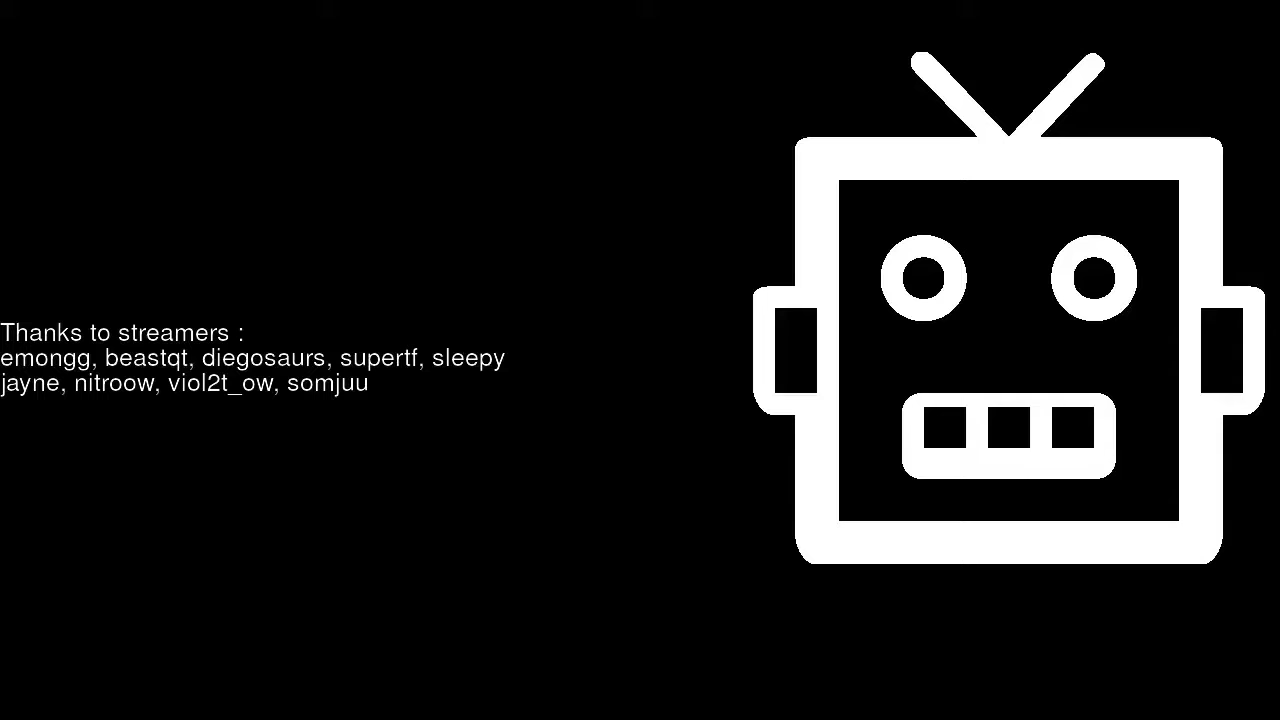 Thanks to streamers :
emongg, beastqt, diegosaurs, supertf, sleepy
jayne, nitroow, viol2t_ow, somjuu